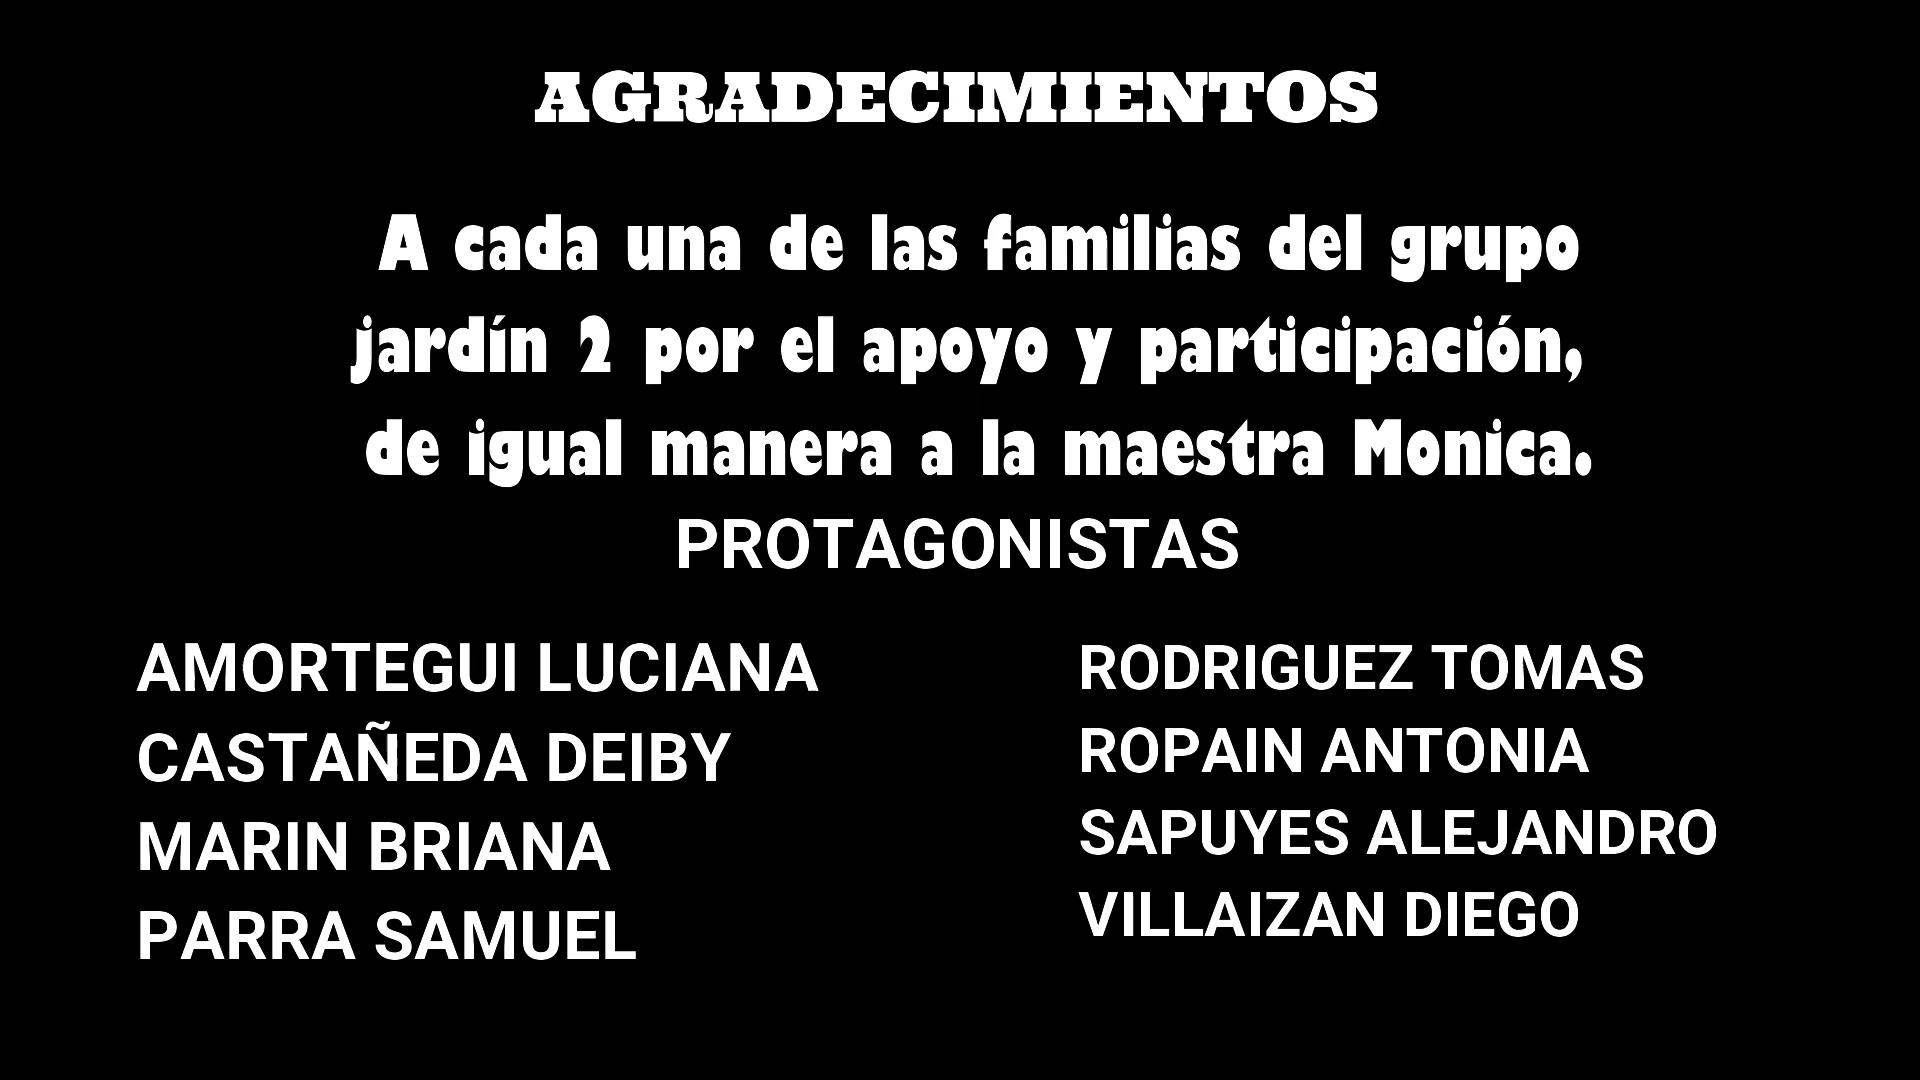 AGRADECIMIENTOS
A cada una de las familias del grupo
jardín 2 por el apoyo y participación,
de igual manera a la maestra Monica.
PROTAGONISTAS
AMORTEGUI LUCIANA
CASTAÑEDA DEIBY
MARIN BRIANA
PARRA SAMUEL
RODRIGUEZ TOMAS
ROPAIN ANTONIA
SAPUYES ALEJANDRO
VILLAIZAN DIEGO